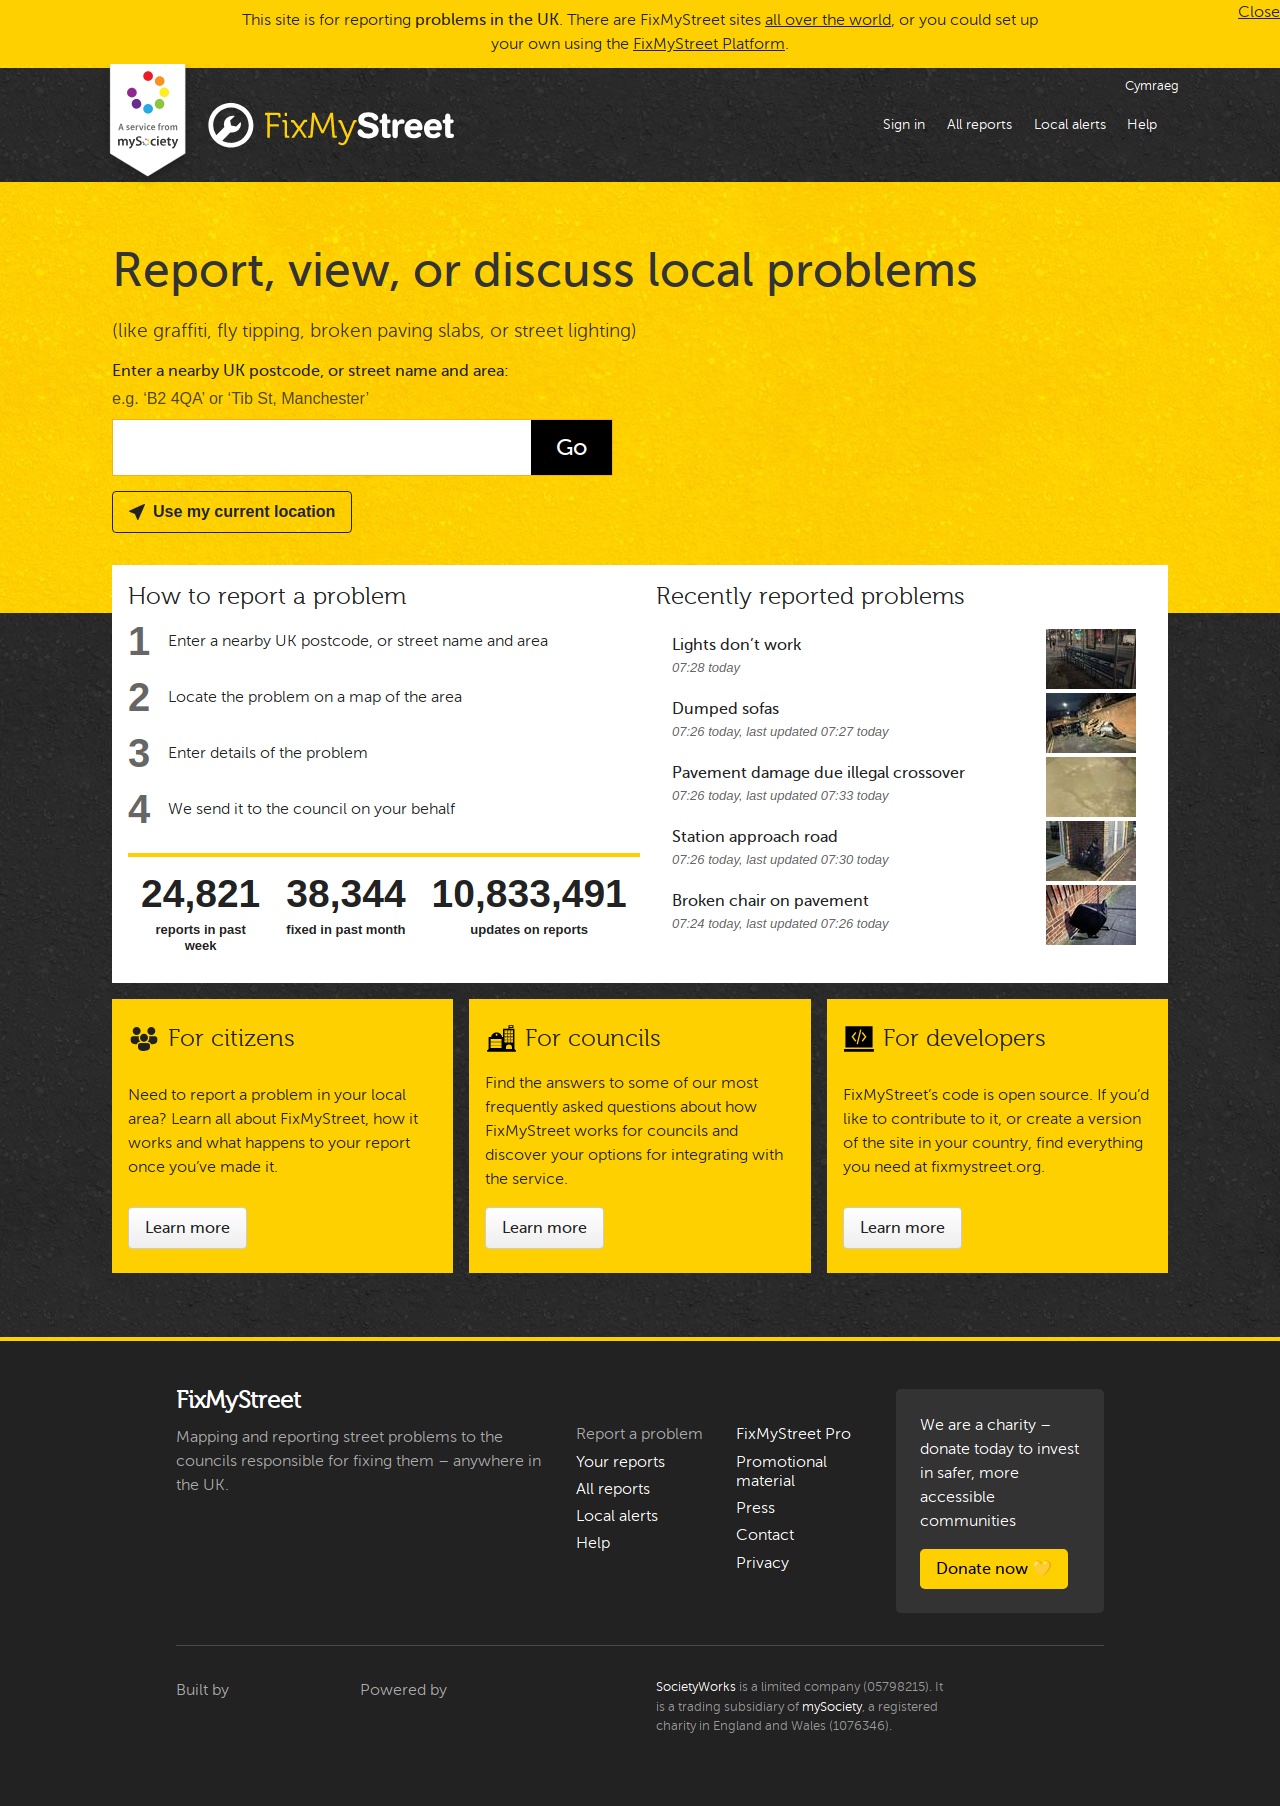 This site is for reporting problems in the UK. There are FixMyStreet sites all over the world, or you could set up
your own using the FixMyStreet Platform.
Close
Cymraeg
A service from
mySociety
FixMyStreet
Sign in
All reports
Local alerts
Help
Report, view, or discuss local problems
(like graffiti, fly tipping, broken paving slabs, or street lighting)
Enter a nearby UK postcode, or street name and area:
e.g. ‘B2 4QA’ or ‘Tib St, Manchester’
Go
Use my current location
How to report a problem
1 Enter a nearby UK postcode, or street name and area
2 Locate the problem on a map of the area
3 Enter details of the problem
4 We send it to the council on your behalf
24,821
reports in past
week
38,344
fixed in past month
10,833,491
updates on reports
Recently reported problems
Lights don’t work
07:28 today
Dumped sofas
07:26 today, last updated 07:27 today
Pavement damage due illegal crossover
07:26 today, last updated 07:33 today
Station approach road
07:26 today, last updated 07:30 today
Broken chair on pavement
07:24 today, last updated 07:26 today
For citizens
Need to report a problem in your local
area? Learn all about FixMyStreet, how it
works and what happens to your report
once you’ve made it.
Learn more
For councils
Find the answers to some of our most
frequently asked questions about how
FixMyStreet works for councils and
discover your options for integrating with
the service.
Learn more
For developers
FixMyStreet’s code is open source. If you’d
like to contribute to it, or create a version
of the site in your country, find everything
you need at fixmystreet.org.
Learn more
FixMyStreet
Mapping and reporting street problems to the
councils responsible for fixing them – anywhere in
the UK.
Report a problem
Your reports
All reports
Local alerts
Help
FixMyStreet Pro
Promotional
material
Press
Contact
Privacy
We are a charity –
donate today to invest
in safer, more
accessible
communities
Donate now 💛
Built by
Powered by
SocietyWorks is a limited company (05798215). It
is a trading subsidiary of mySociety, a registered
charity in England and Wales (1076346).